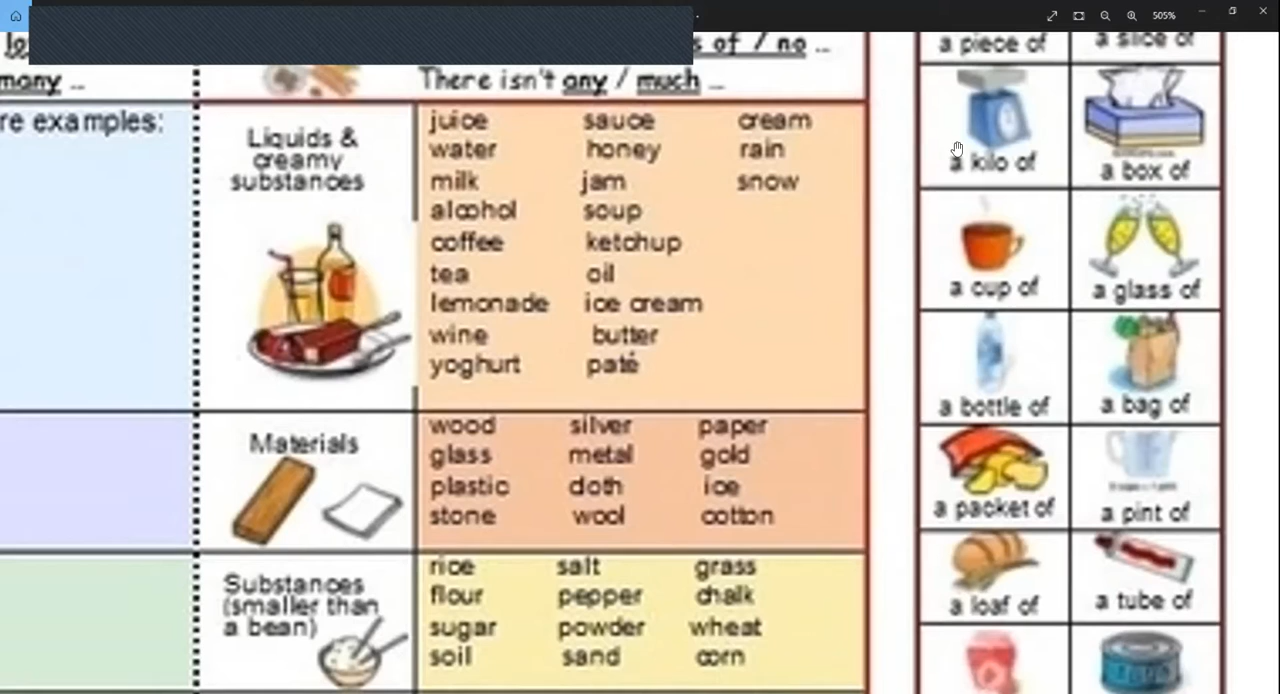 505%
s of / no ...
many ...
There isn't any / much ...
re examples:
Liquids &
creamy
substances
juice sauce cream
water honey rain
milk jam snow
alcohol soup
coffee ketchup
tea oil
lemonade ice cream
wine butter
yoghurt paté
Materials
wood silver paper
glass metal gold
plastic cloth ice
stone wool cotton
Substances
(smaller than
a bean)
rice salt grass
flour pepper chalk
sugar powder wheat
soil sand corn
a piece of a slice of
a kilo of a box of
a cup of a glass of
a bottle of a bag of
a packet of a pint of
a loaf of a tube of